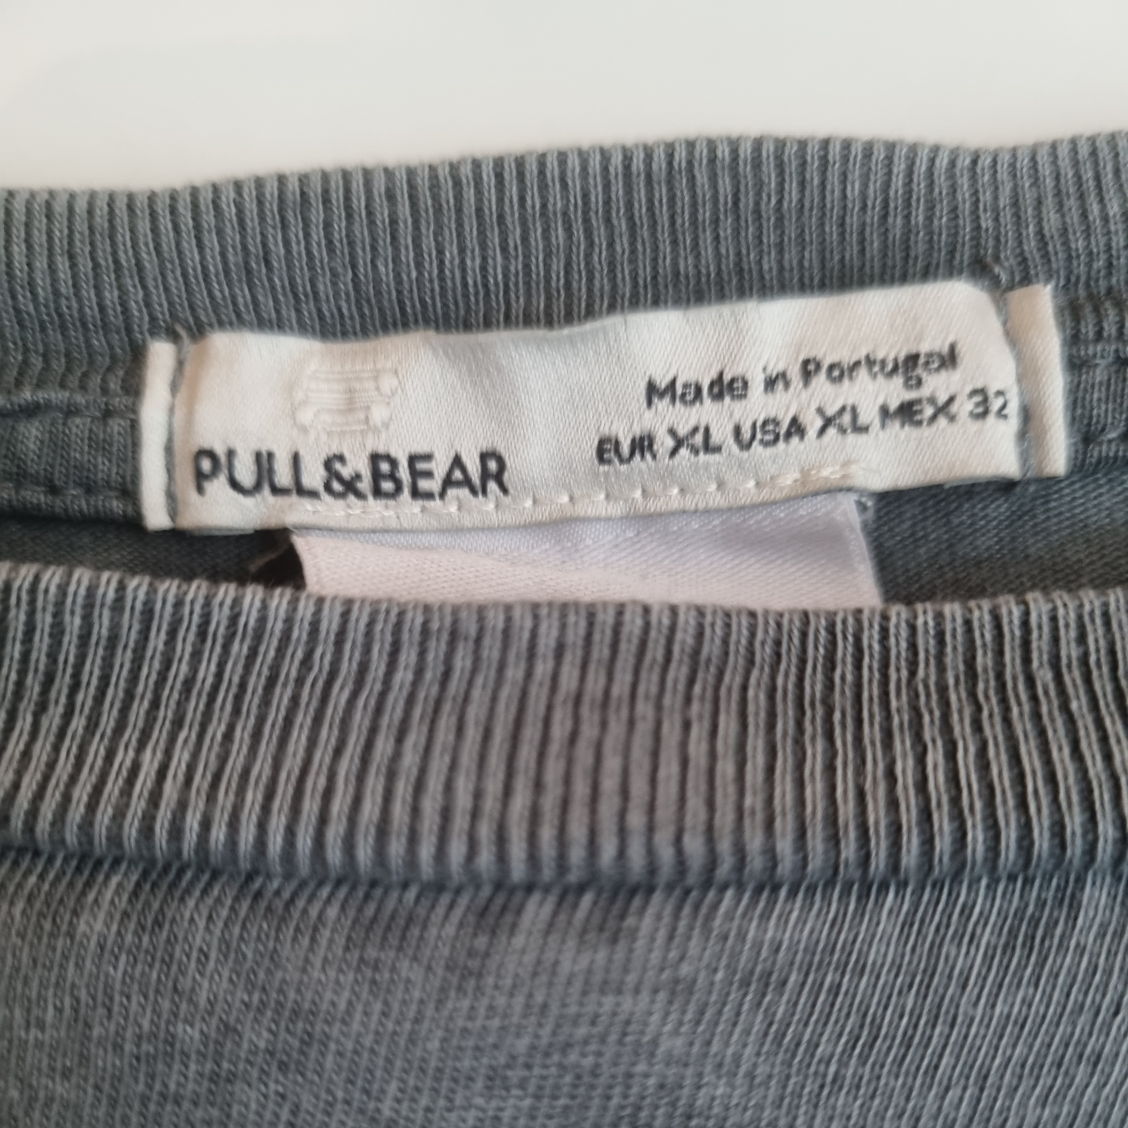 PULL&BEAR
Made in Portugal
EUR XL USA XL MEX 32